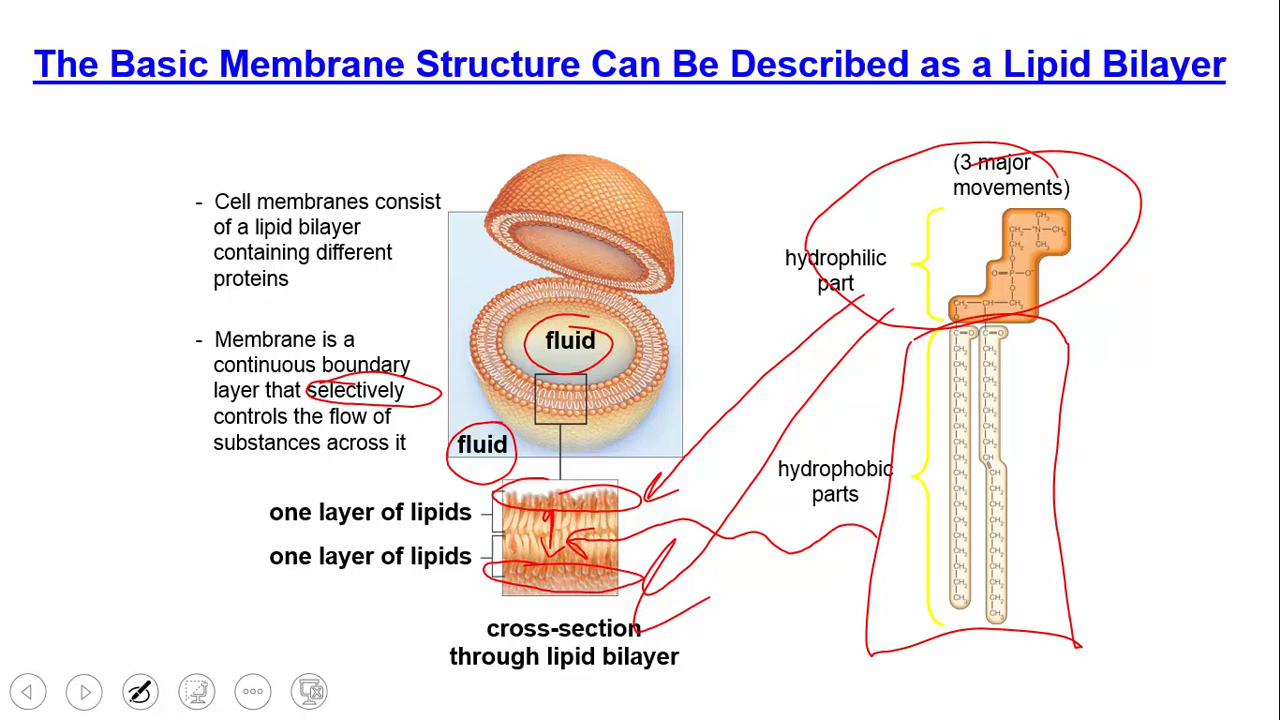 The Basic Membrane Structure Can Be Described as a Lipid Bilayer
- Cell membranes consist
of a lipid bilayer
containing different
proteins
- Membrane is a
continuous boundary
layer that selectively
controls the flow of
substances across it
fluid
fluid
one layer of lipids
one layer of lipids
cross-section
through lipid bilayer
(3 major
movements)
hydrophilic
part
hydrophobic
parts